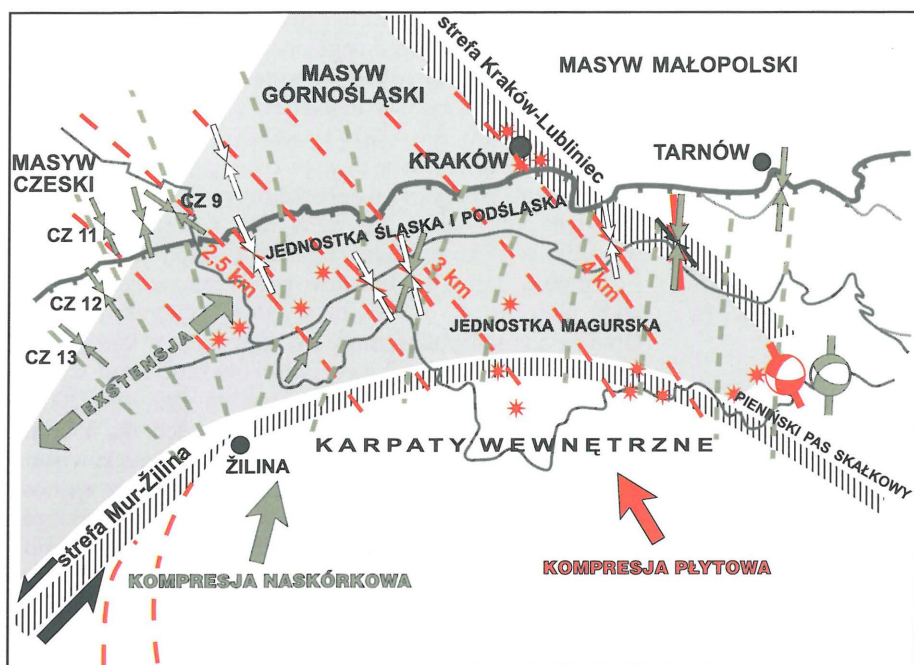 strefa Kraków-Lubliniec
MASYW MAŁOPOLSKI
MASYW
GÓRNOŚLĄSKI
KRAKÓW
TARNÓW
MASYW
CZESKI
CZ 9
CZ 11
JEDNOSTKA ŚLĄSKA I PODŚLĄSKA
2,5 km
3 km
4 km
CZ 12
JEDNOSTKA MAGURSKA
CZ 13
EXSTENSJA
PIENIŃSKI PAS SKAŁKOWY
ŽILINA
KARPATY WEWNĘTRZNE
strefa Mur-Žilina
KOMPRESJA NASKÓRKOWA
KOMPRESJA PŁYTOWA